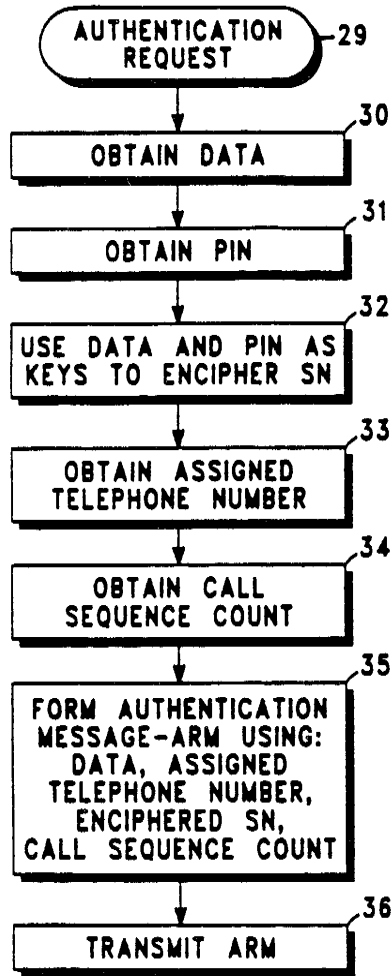 AUTHENTICATION
REQUEST
29
30
OBTAIN DATA
31
OBTAIN PIN
32
USE DATA AND PIN AS
KEYS TO ENCIPHER SN
33
OBTAIN ASSIGNED
TELEPHONE NUMBER
34
OBTAIN CALL
SEQUENCE COUNT
35
FORM AUTHENTICATION
MESSAGE-ARM USING:
DATA, ASSIGNED
TELEPHONE NUMBER,
ENCIPHERED SN,
CALL SEQUENCE COUNT
36
TRANSMIT ARM